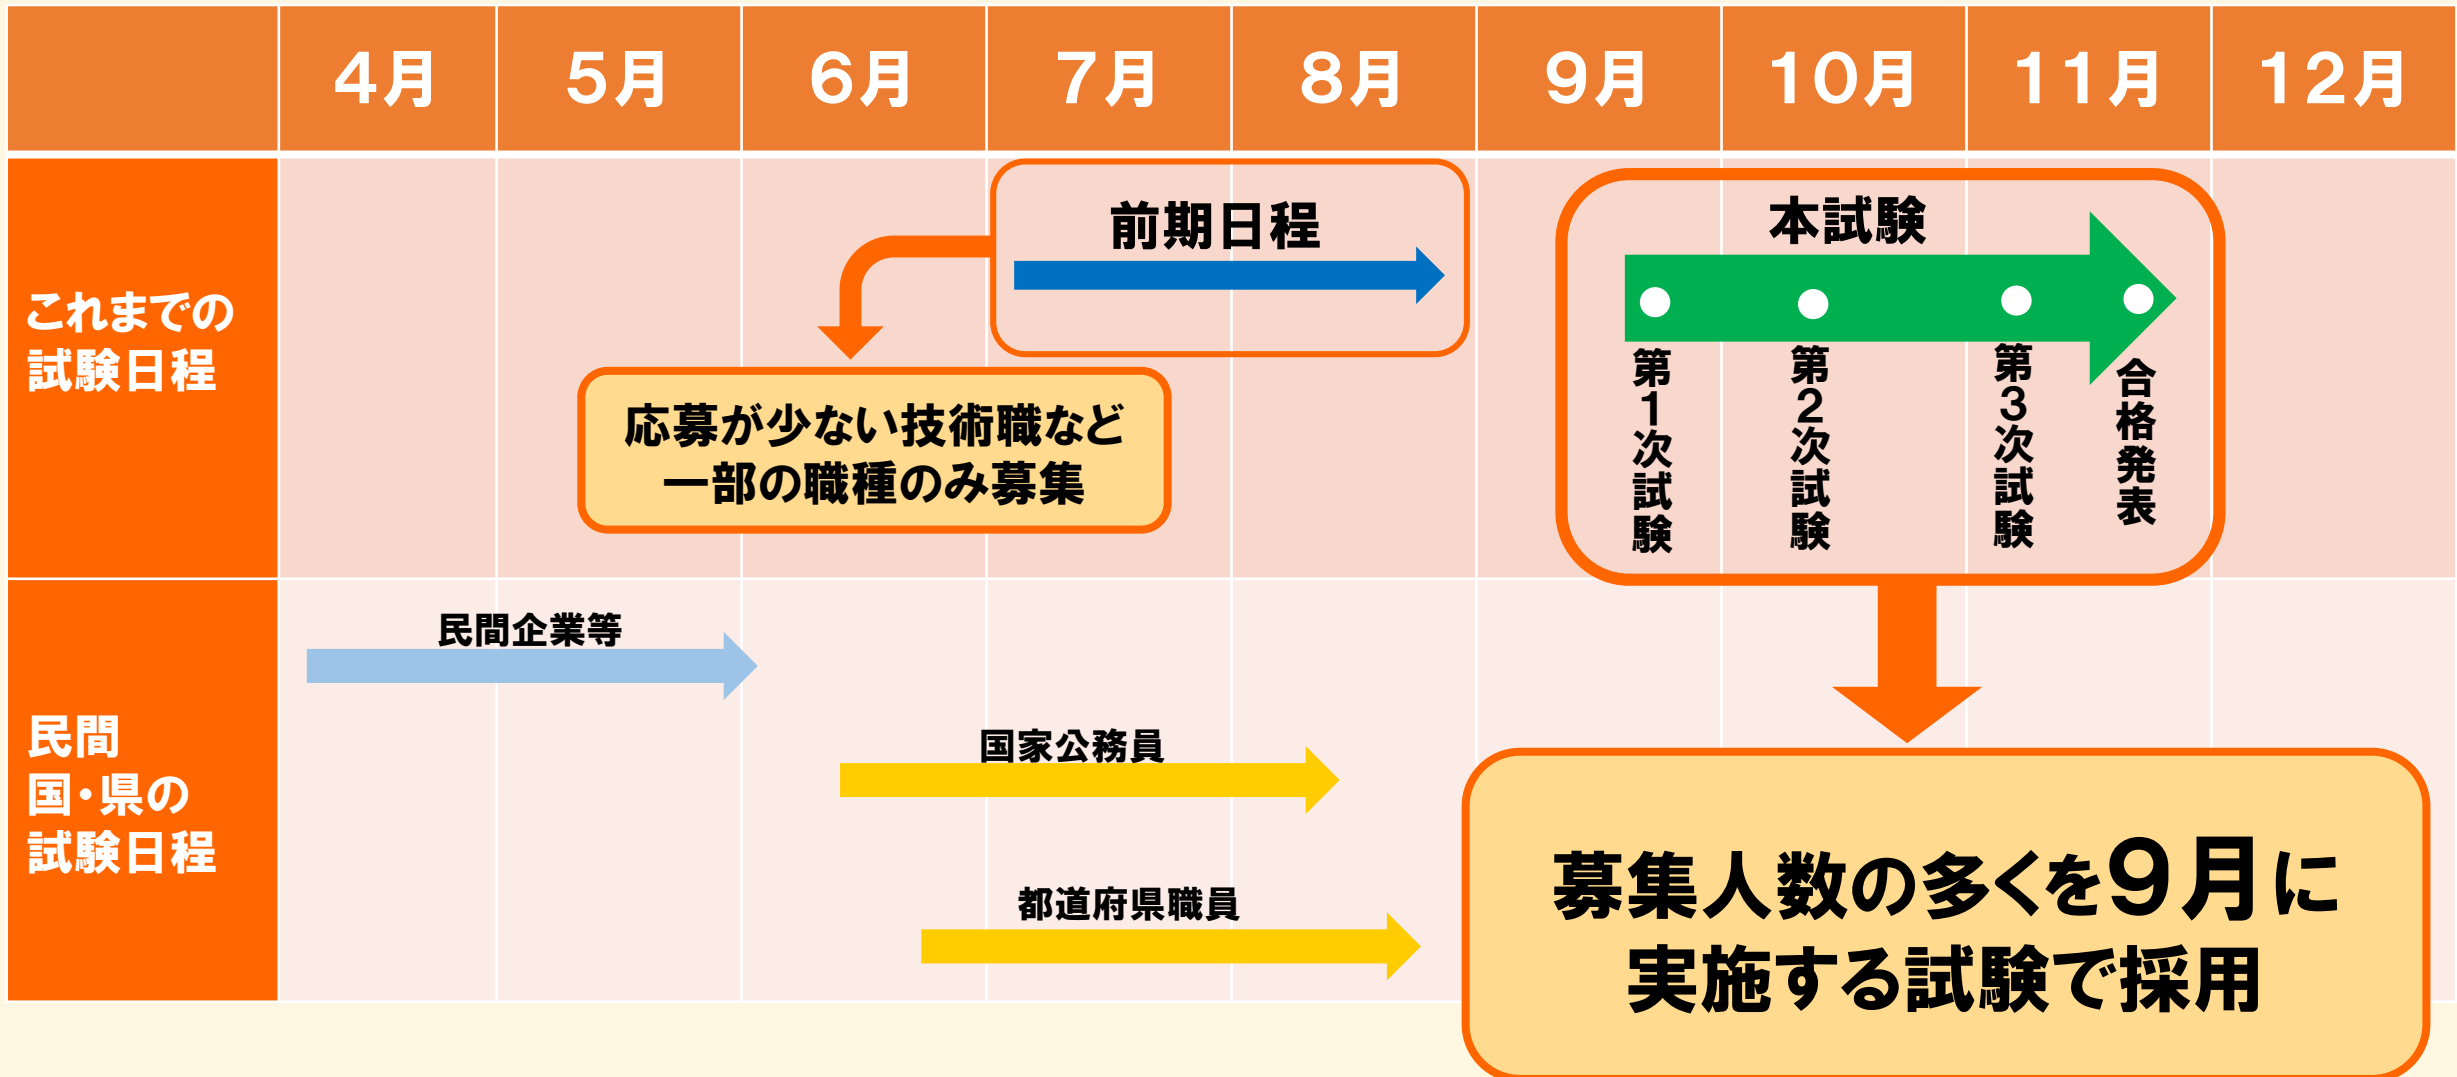 4月 5月 6月 7月 8月 9月 10月 11月 12月
これまでの
試験日程
前期日程
応募が少ない技術職など
一部の職種のみ募集
本試験
第1次試験
第2次試験
第3次試験
合格発表
民間
国・県の
試験日程
民間企業等
国家公務員
都道府県職員
募集人数の多くを9月に
実施する試験で採用